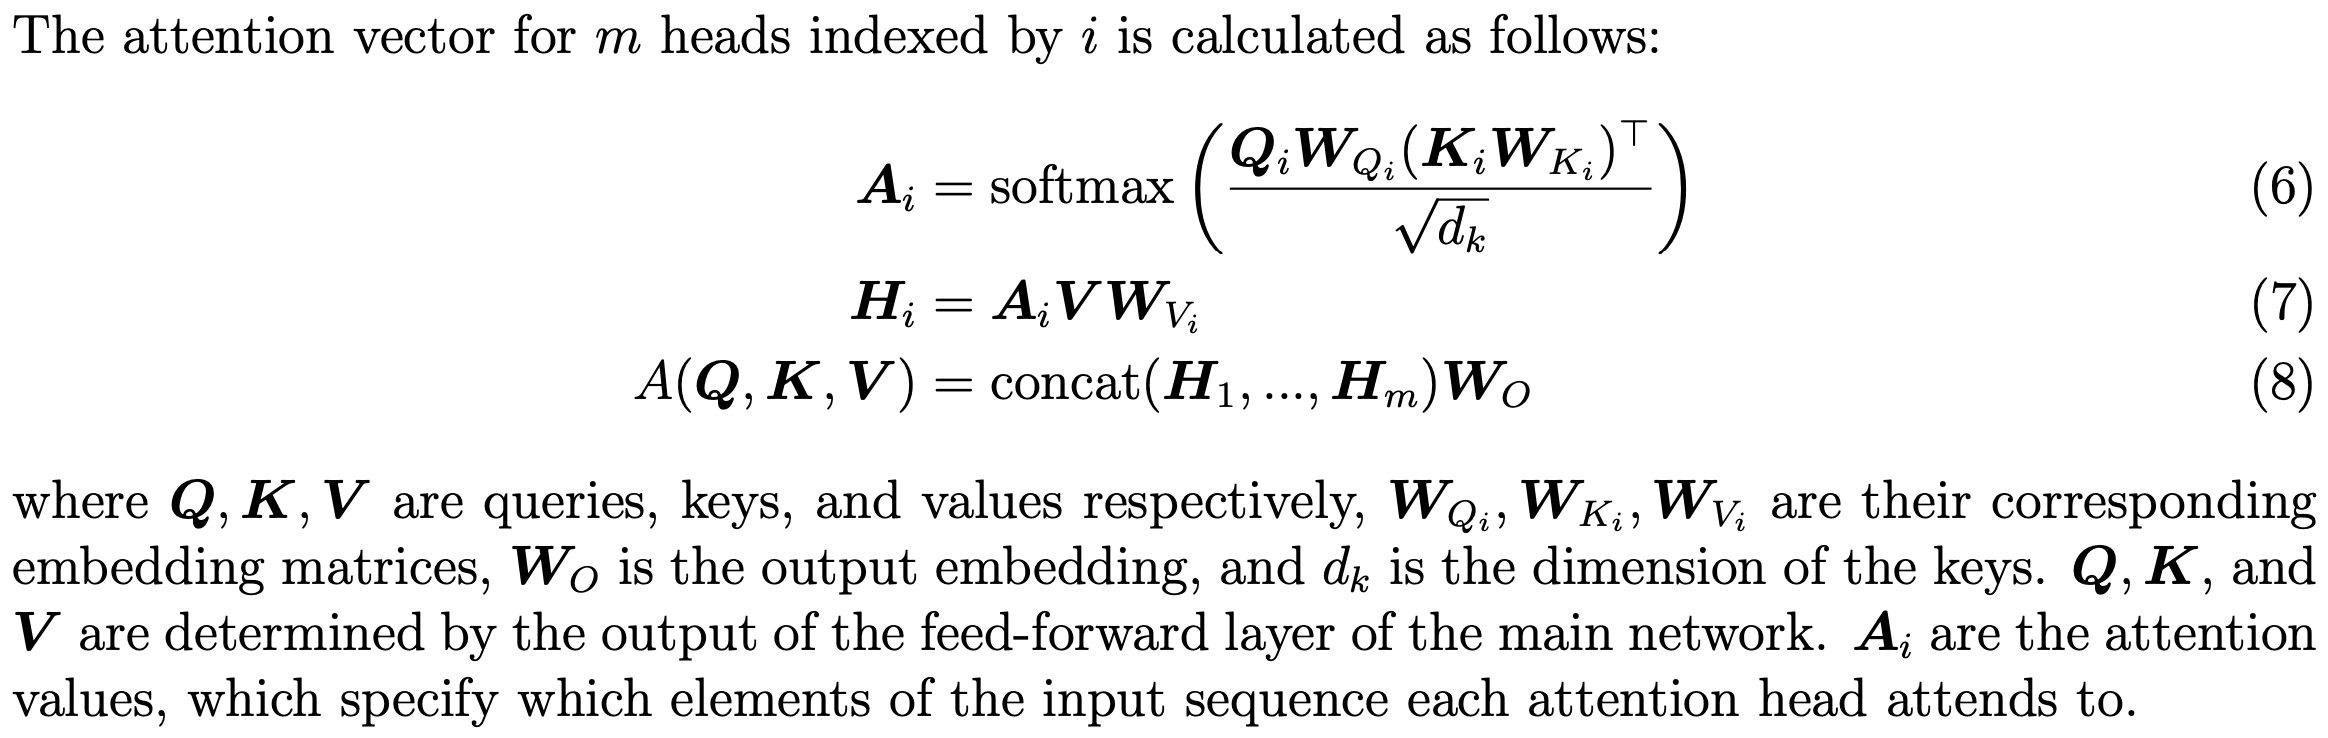 The attention vector for m heads indexed by i is calculated as follows:
A_i = softmax( Q_i W_{Q_i} (K_i W_{K_i})^⊤ / √d_k ) (6)
H_i = A_i V W_{V_i} (7)
A(Q, K, V) = concat(H_1, ..., H_m)W_O (8)
where Q, K, V are queries, keys, and values respectively, W_{Q_i}, W_{K_i}, W_{V_i} are their corresponding
embedding matrices, W_O is the output embedding, and d_k is the dimension of the keys. Q, K, and
V are determined by the output of the feed-forward layer of the main network. A_i are the attention
values, which specify which elements of the input sequence each attention head attends to.